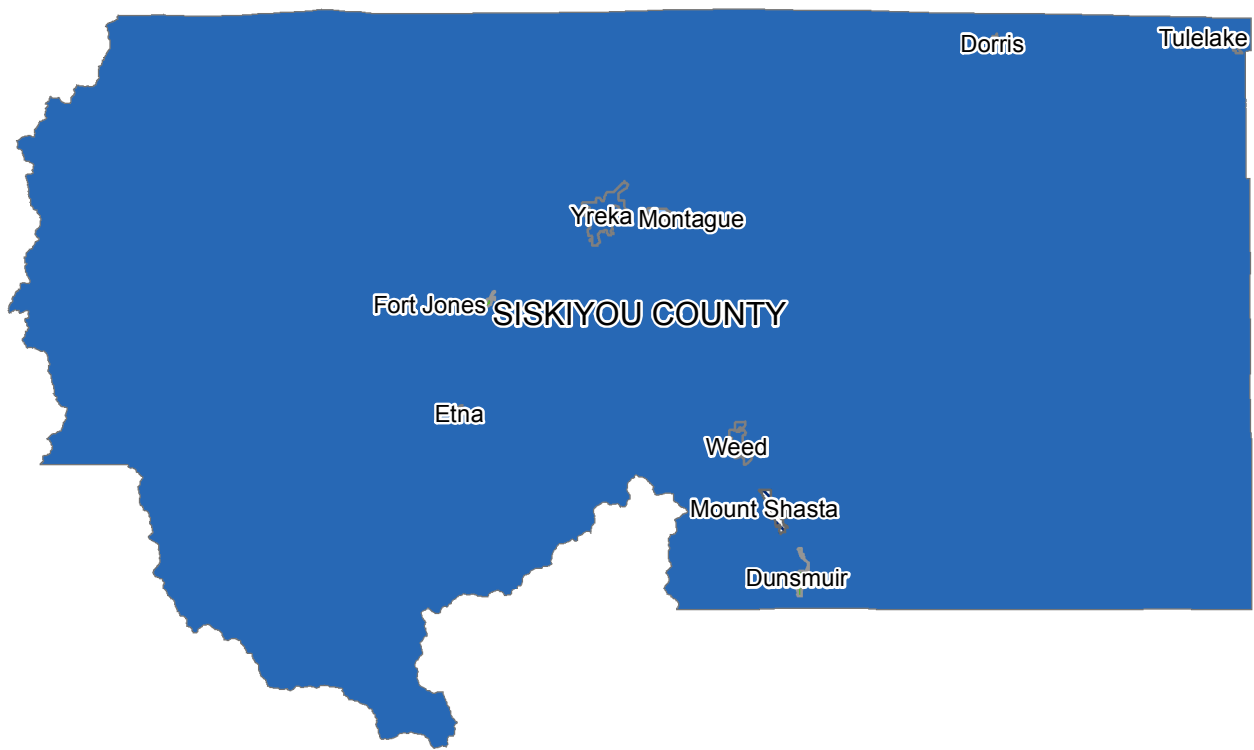 Dorris
Tulelake
Yreka
Montague
Fort Jones
SISKIYOU COUNTY
Etna
Weed
Mount Shasta
Dunsmuir